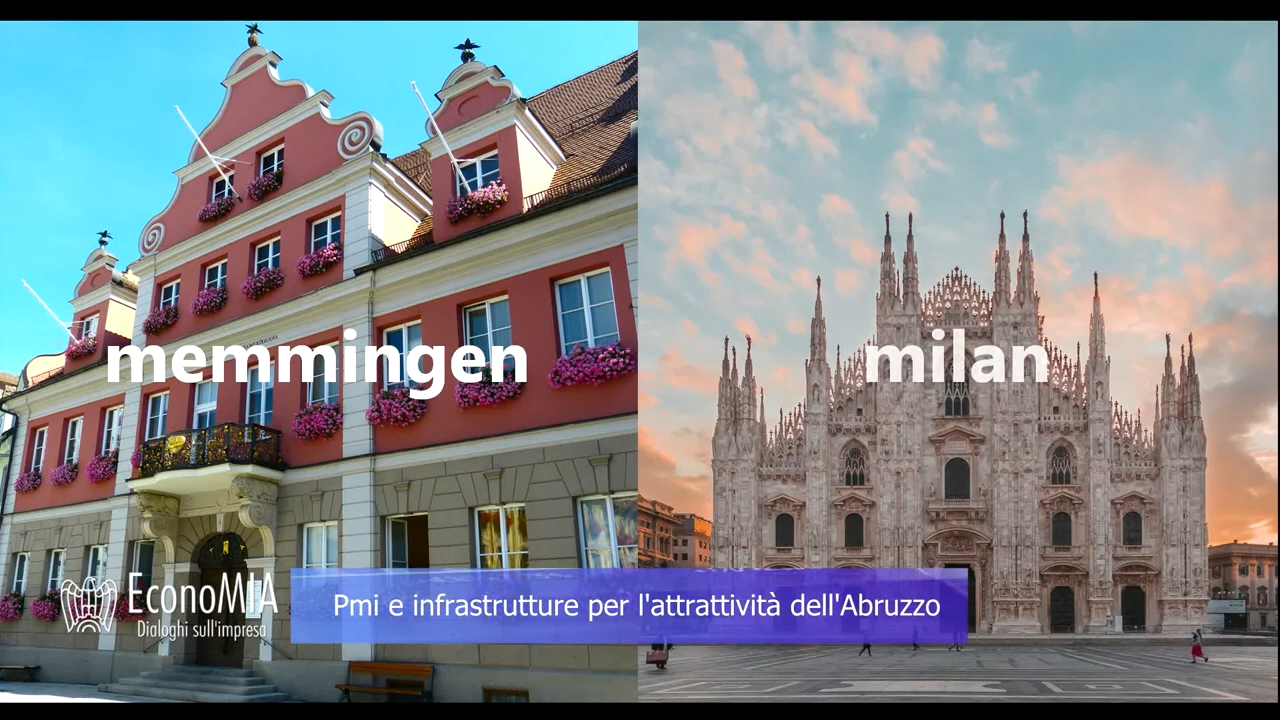 memmingen
milan
EconoMIA
Dialoghi sull'impresa
Pmi e infrastrutture per l'attrattività dell'Abruzzo